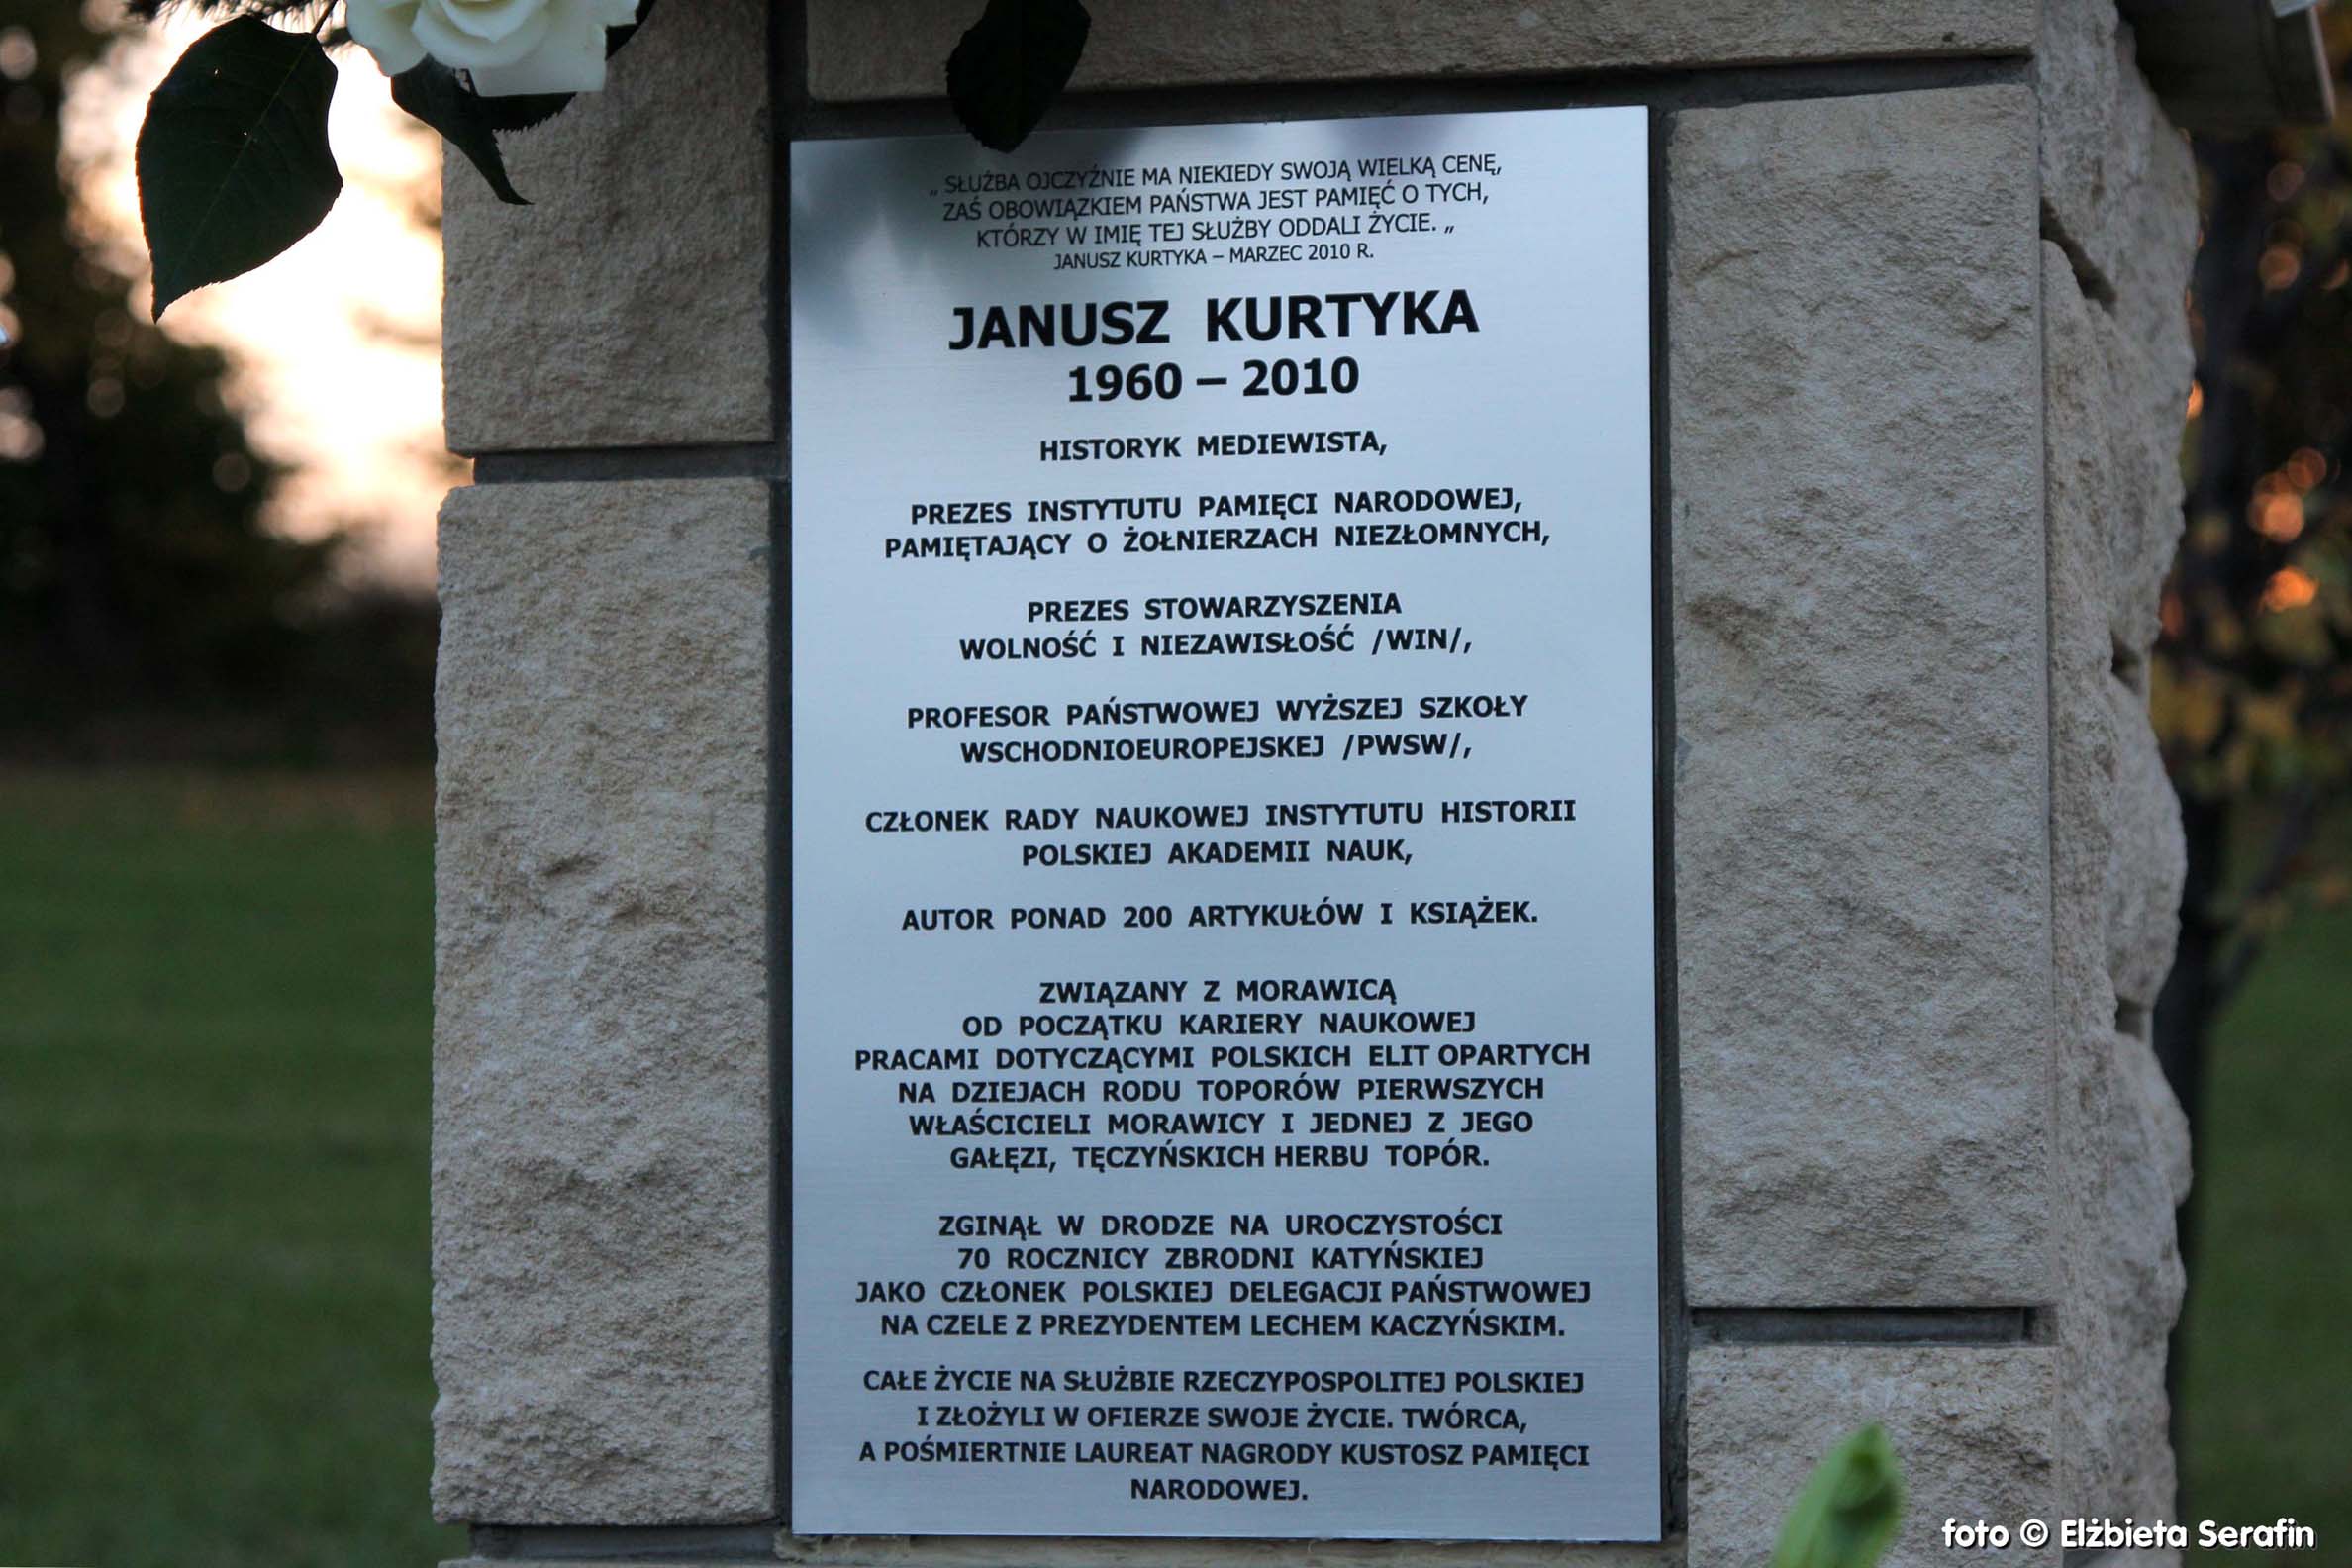 „ SŁUŻBA OJCZYŹNIE MA NIEKIEDY SWOJĄ WIELKĄ CENĘ,
ZAŚ OBOWIĄZKIEM PAŃSTWA JEST PAMIĘĆ O TYCH,
KTÓRZY W IMIĘ TEJ SŁUŻBY ODDALI ŻYCIE. „
JANUSZ KURTYKA – MARZEC 2010 R.
JANUSZ KURTYKA
1960 – 2010
HISTORYK MEDIEWISTA,
PREZES INSTYTUTU PAMIĘCI NARODOWEJ,
PAMIĘTAJĄCY O ŻOŁNIERZACH NIEZŁOMNYCH,
PREZES STOWARZYSZENIA
WOLNOŚĆ I NIEZAWISŁOŚĆ /WIN/,
PROFESOR PAŃSTWOWEJ WYŻSZEJ SZKOŁY
WSCHODNIOEUROPEJSKEJ /PWSW/,
CZŁONEK RADY NAUKOWEJ INSTYTUTU HISTORII
POLSKIEJ AKADEMII NAUK,
AUTOR PONAD 200 ARTYKUŁÓW I KSIĄŻEK.
ZWIĄZANY Z MORAWICĄ
OD POCZĄTKU KARIERY NAUKOWEJ
PRACAMI DOTYCZĄCYMI POLSKICH ELIT OPARTYCH
NA DZIEJACH RODU TOPORÓW PIERWSZYCH
WŁAŚCICIELI MORAWICY I JEDNEJ Z JEGO
GAŁĘZI, TĘCZYŃSKICH HERBU TOPÓR.
ZGINĄŁ W DRODZE NA UROCZYSTOŚCI
70 ROCZNICY ZBRODNI KATYŃSKIEJ
JAKO CZŁONEK POLSKIEJ DELEGACJI PAŃSTWOWEJ
NA CZELE Z PREZYDENTEM LECHEM KACZYŃSKIM.
CAŁE ŻYCIE NA SŁUŻBIE RZECZYPOSPOLITEJ POLSKIEJ
I ZŁOŻYLI W OFIERZE SWOJE ŻYCIE. TWÓRCA,
A POŚMIERTNIE LAUREAT NAGRODY KUSTOSZ PAMIĘCI
NARODOWEJ.
foto © Elżbieta Serafin